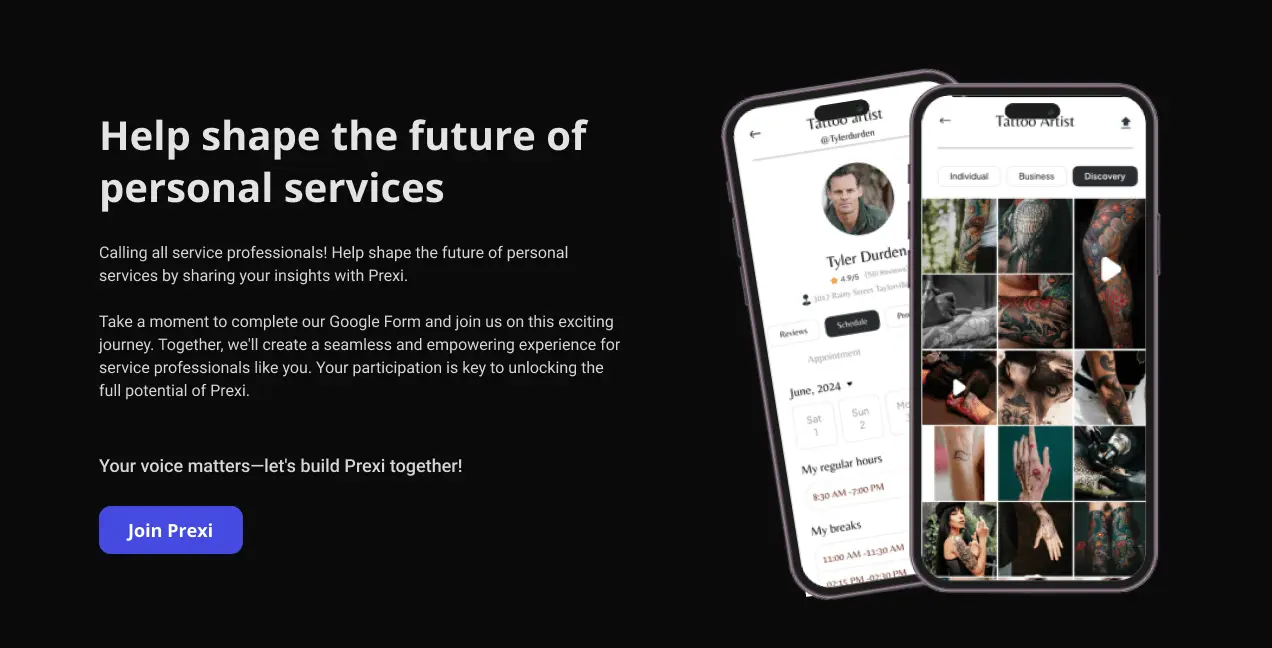 Help shape the future of
personal services
Calling all service professionals! Help shape the future of personal
services by sharing your insights with Prexi.
Take a moment to complete our Google Form and join us on this exciting
journey. Together, we'll create a seamless and empowering experience for
service professionals like you. Your participation is key to unlocking the
full potential of Prexi.
Your voice matters—let's build Prexi together!
Join Prexi
Tattoo artist
@Tylerdurden
Tyler Durden
4.9/5
3017 Rainy Street
Reviews
Schedule
Appointment
June, 2024
Sat
1
Sun
2
My regular hours
8:30 AM -7:00 PM
My breaks
11:00 AM -11:30 AM
02:15 PM -02:30 PM
Tattoo Artist
Individual
Business
Discovery